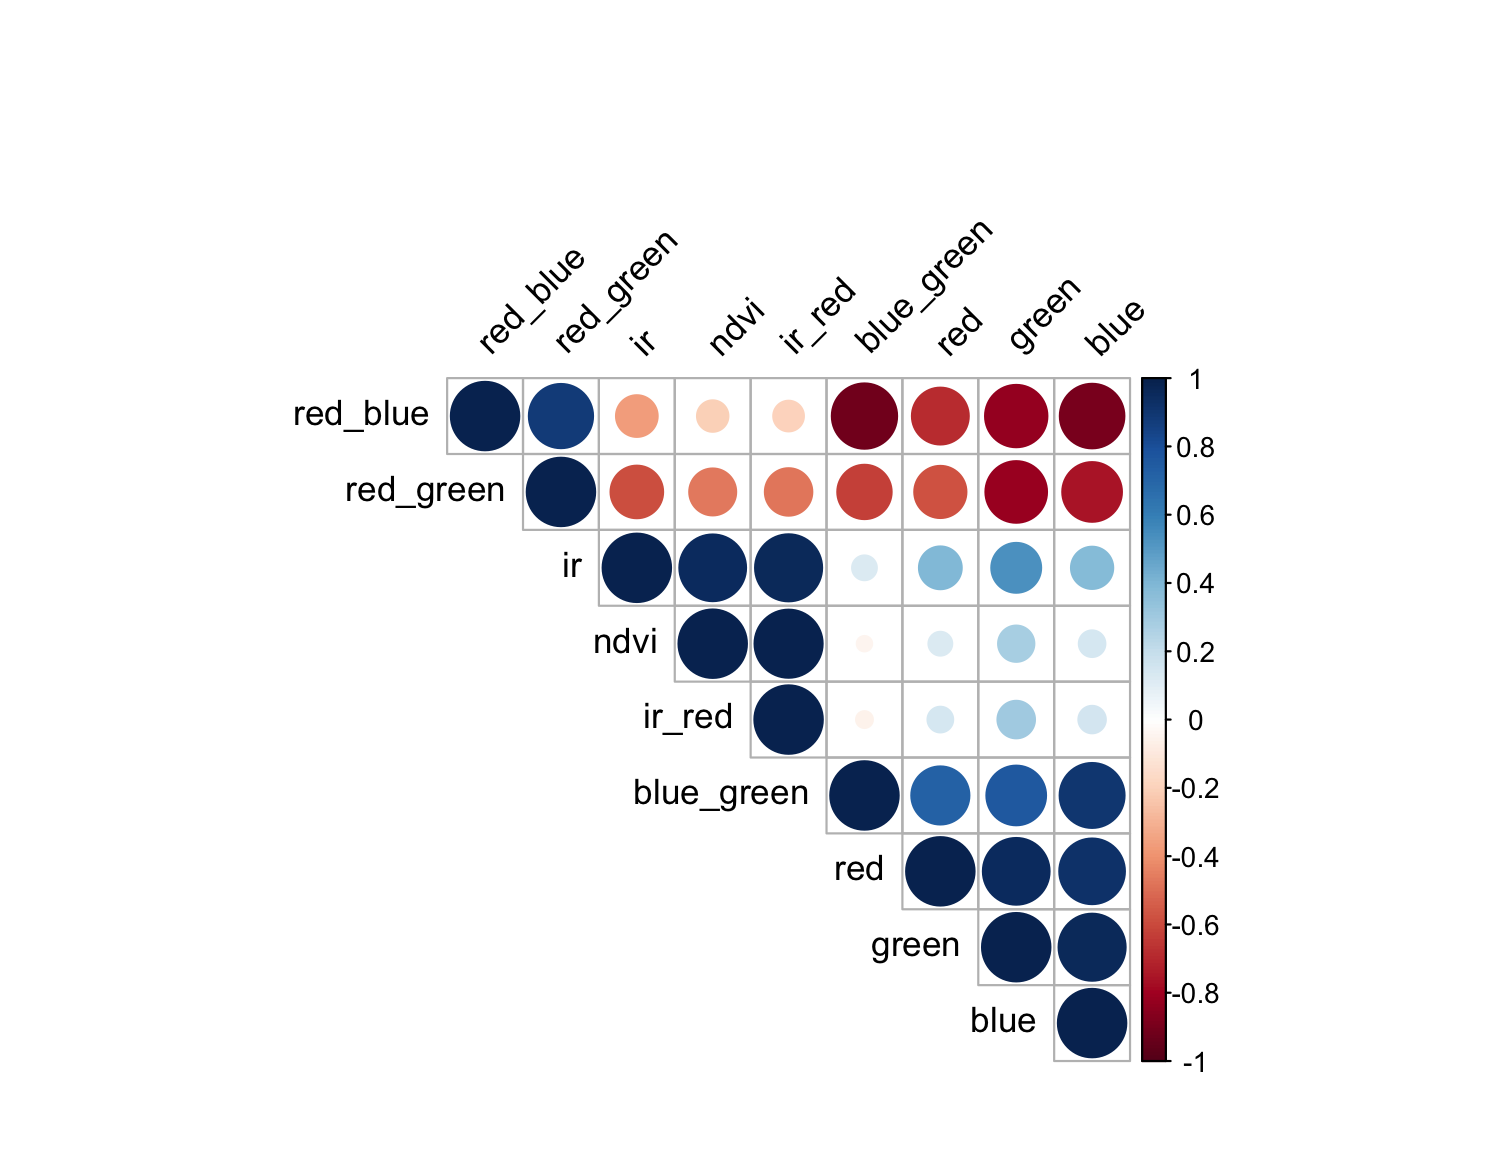 red_blue
red_green
ir
ndvi
ir_red
blue_green
red
green
blue
red_blue
red_green
ir
ndvi
ir_red
blue_green
red
green
blue
1
0.8
0.6
0.4
0.2
0
-0.2
-0.4
-0.6
-0.8
-1